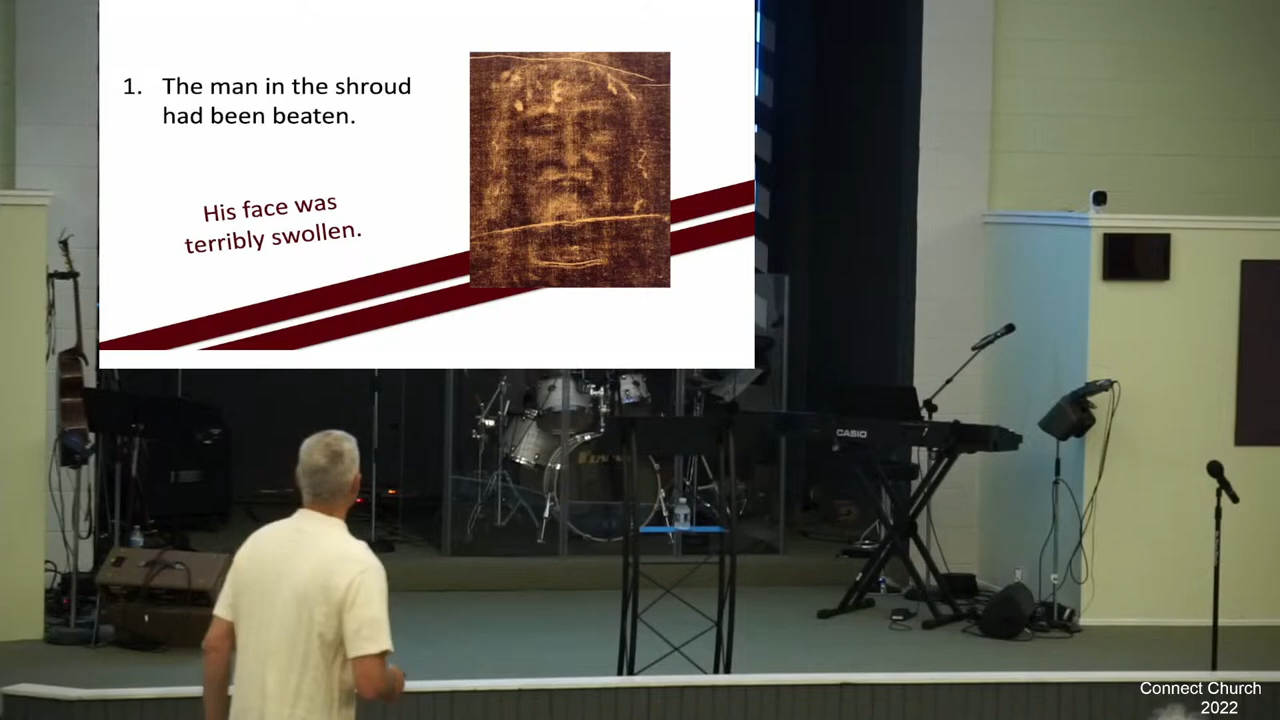 1. The man in the shroud
had been beaten.
His face was
terribly swollen.
CASIO
Connect Church
2022